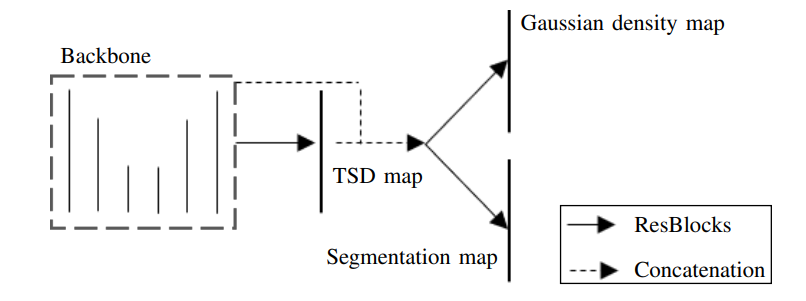 Gaussian density map
Backbone
TSD map
Segmentation map
ResBlocks
Concatenation